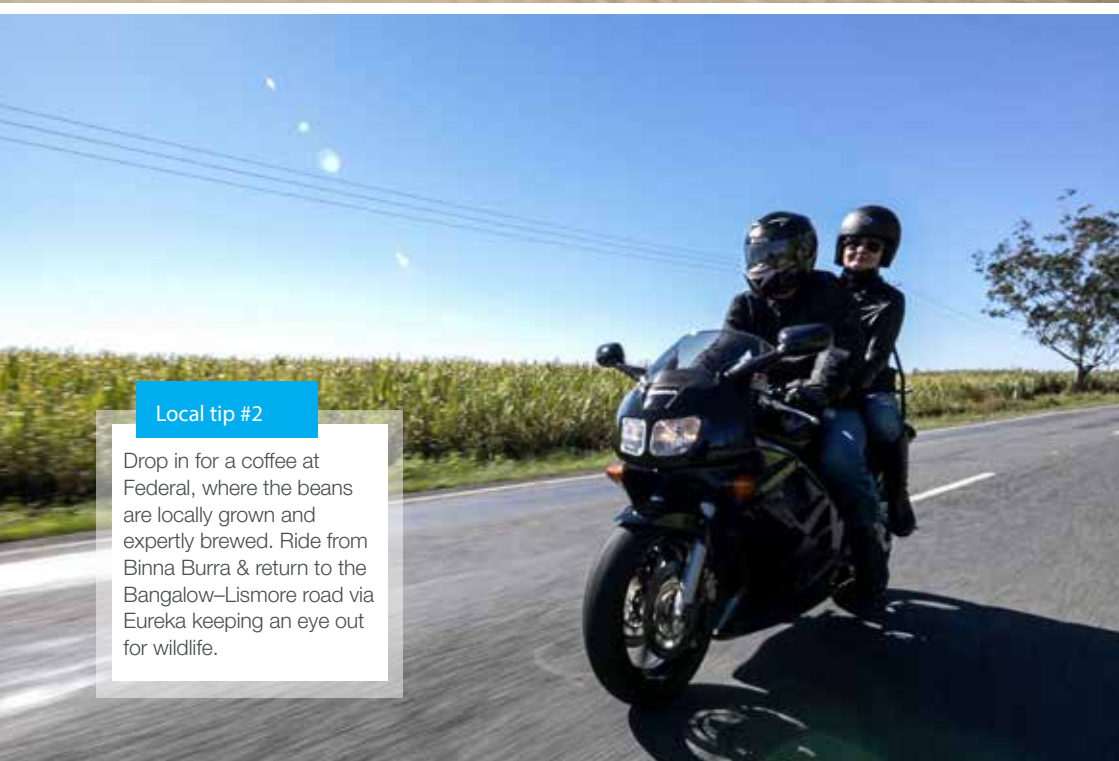 Local tip #2
Drop in for a coffee at
Federal, where the beans
are locally grown and
expertly brewed. Ride from
Binna Burra & return to the
Bangalow–Lismore road via
Eureka keeping an eye out
for wildlife.